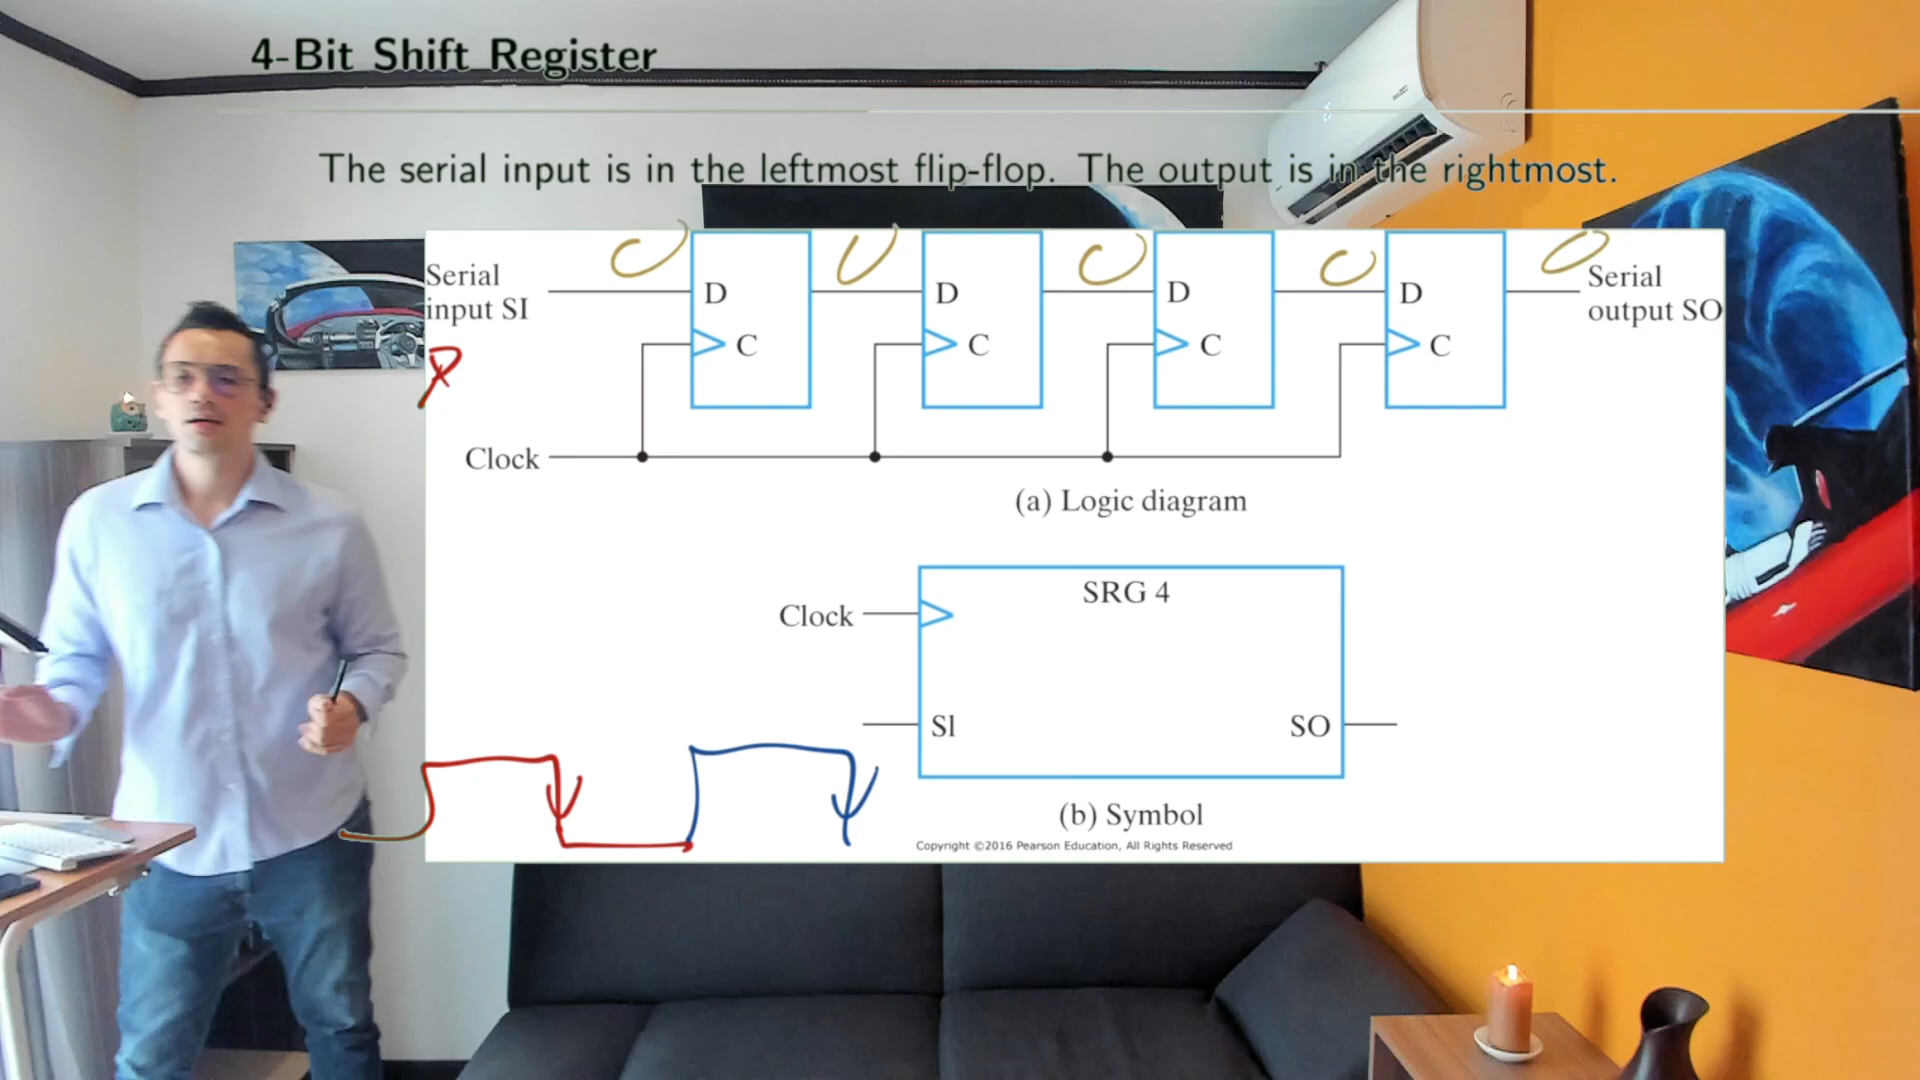 4-Bit Shift Register
The serial input is in the leftmost flip-flop. The output is in the rightmost.
Serial
input SI
D
C
D
C
D
C
D
C
Serial
output SO
Clock
(a) Logic diagram
SRG 4
Clock
SI
SO
(b) Symbol
Copyright ©2016 Pearson Education, All Rights Reserved